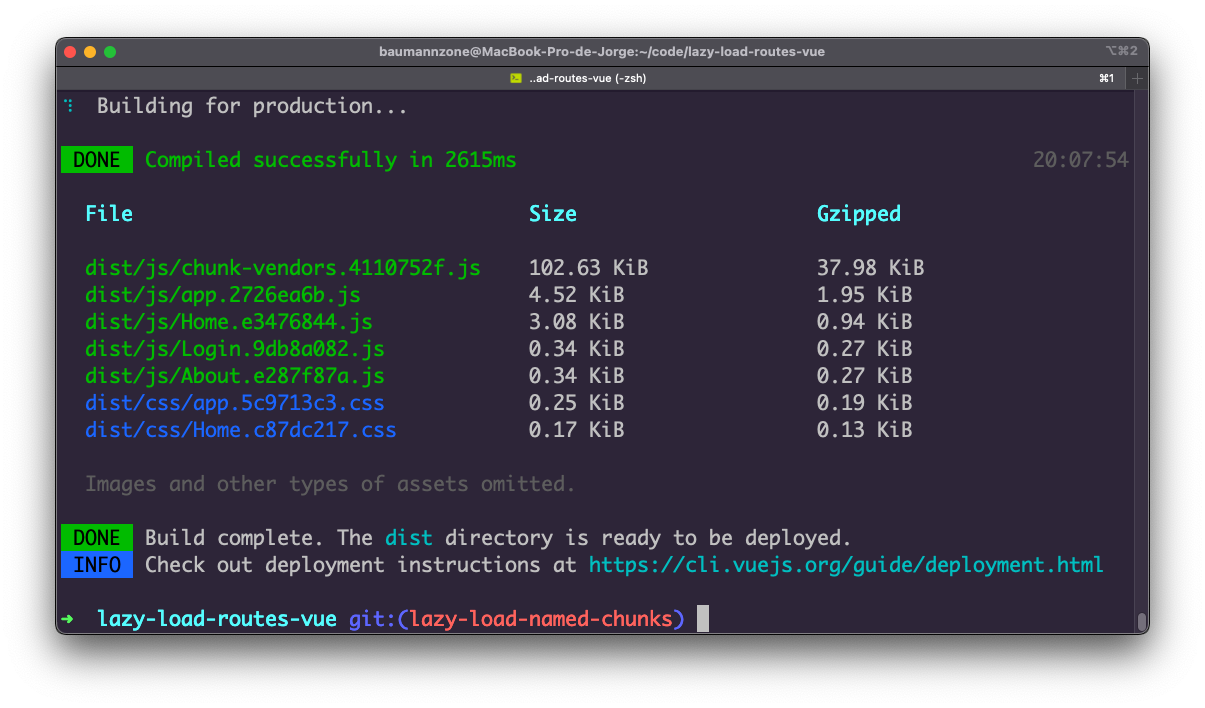 baumannzone@MacBook-Pro-de-Jorge:~/code/lazy-load-routes-vue ⌥⌘2
..ad-routes-vue (-zsh) ⌘1 +
Building for production...
DONE Compiled successfully in 2615ms 20:07:54
File Size Gzipped
dist/js/chunk-vendors.4110752f.js 102.63 KiB 37.98 KiB
dist/js/app.2726ea6b.js 4.52 KiB 1.95 KiB
dist/js/Home.e3476844.js 3.08 KiB 0.94 KiB
dist/js/Login.9db8a082.js 0.34 KiB 0.27 KiB
dist/js/About.e287f87a.js 0.34 KiB 0.27 KiB
dist/css/app.5c9713c3.css 0.25 KiB 0.19 KiB
dist/css/Home.c87dc217.css 0.17 KiB 0.13 KiB
Images and other types of assets omitted.
DONE Build complete. The dist directory is ready to be deployed.
INFO Check out deployment instructions at https://cli.vuejs.org/guide/deployment.html
➜ lazy-load-routes-vue git:(lazy-load-named-chunks)